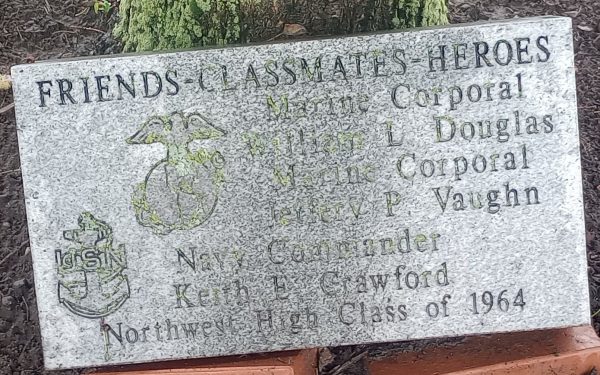 FRIENDS-CLASSMATES-HEROES
Marine Corporal
William L. Douglas
Marine Corporal
Jeffery P. Vaughn
USN
Navy Commander
Keith E. Crawford
Northwest High Class of 1964